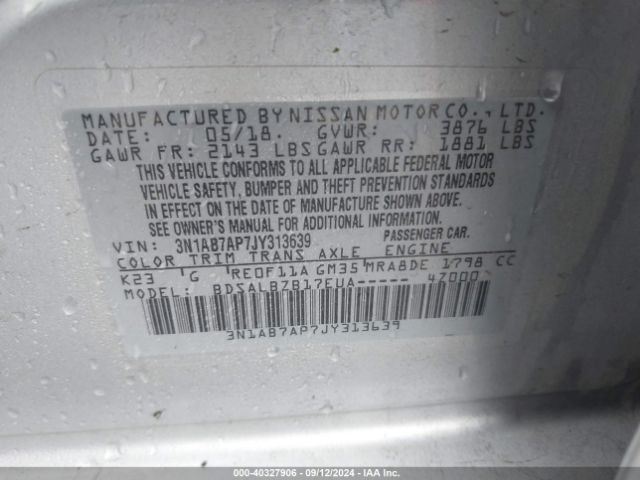 MANUFACTURED BY NISSAN MOTOR CO., LTD.
DATE: 05/18. GVWR: 3876 LBS
GAWR FR: 2143 LBS GAWR RR: 1881 LBS
THIS VEHICLE CONFORMS TO ALL APPLICABLE FEDERAL MOTOR
VEHICLE SAFETY, BUMPER AND THEFT PREVENTION STANDARDS
IN EFFECT ON THE DATE OF MANUFACTURE SHOWN ABOVE.
SEE OWNER'S MANUAL FOR ADDITIONAL INFORMATION.
VIN: 3N1AB7AP7JY313639 PASSENGER CAR.
COLOR TRIM TRANS AXLE ENGINE
K23 G RE0F11A GM35 MRA8DE 1798 CC
MODEL: BDSALBZB17EUA----- 47000
3N1AB7AP7JY313639
000-40327906 - 09/12/2024 - IAA Inc.